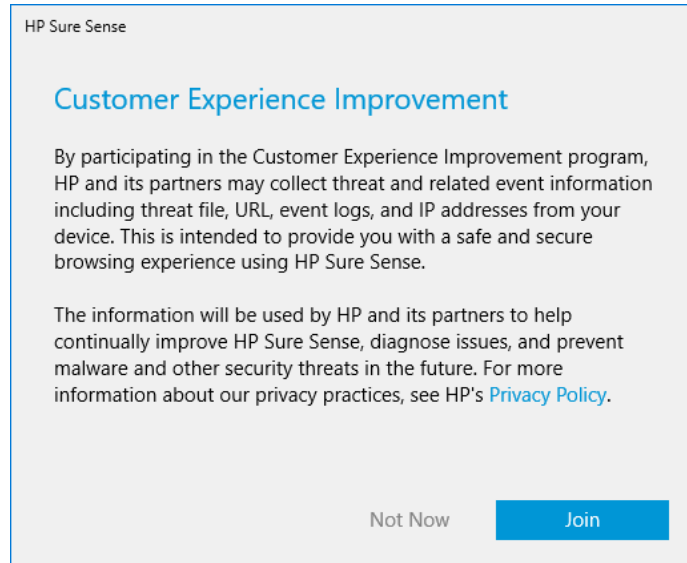 HP Sure Sense
Customer Experience Improvement
By participating in the Customer Experience Improvement program,
HP and its partners may collect threat and related event information
including threat file, URL, event logs, and IP addresses from your
device. This is intended to provide you with a safe and secure
browsing experience using HP Sure Sense.
The information will be used by HP and its partners to help
continually improve HP Sure Sense, diagnose issues, and prevent
malware and other security threats in the future. For more
information about our privacy practices, see HP's Privacy Policy.
Not Now
Join